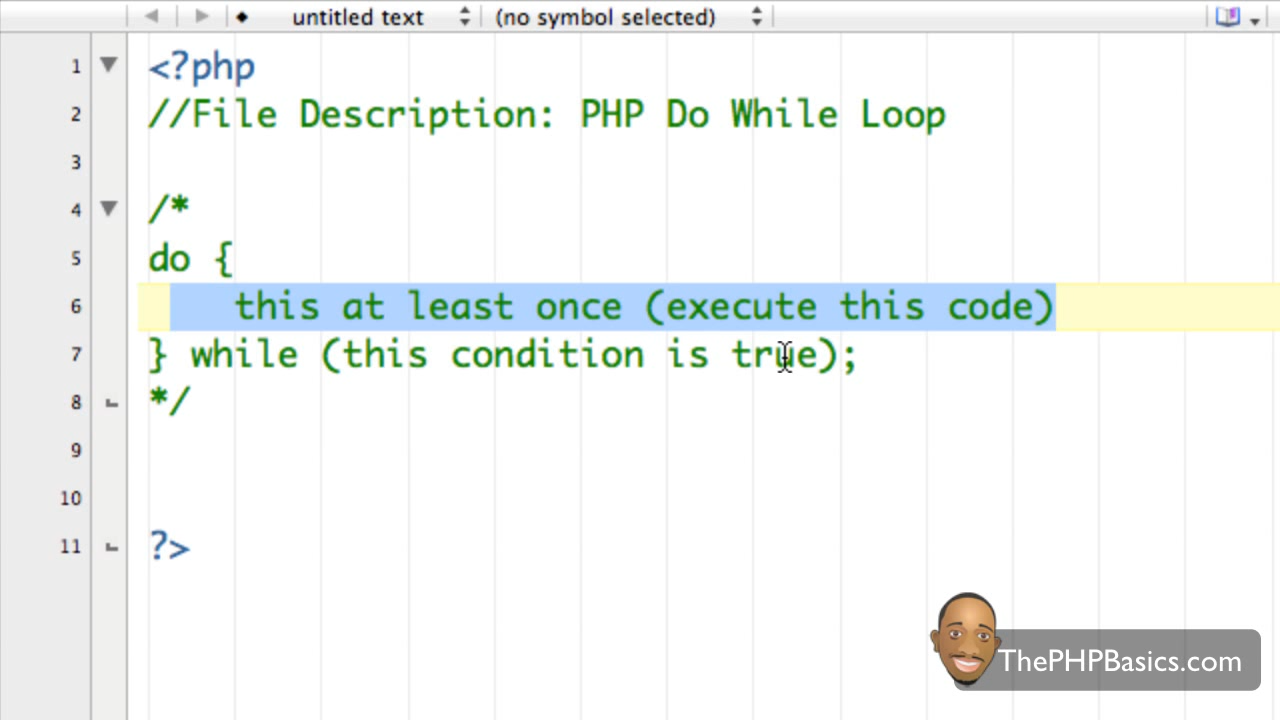 untitled text (no symbol selected)
1 <?php
2 //File Description: PHP Do While Loop
3
4 /*
5 do {
6 this at least once (execute this code)
7 } while (this condition is true);
8 */
9
10
11 ?>
ThePHPBasics.com